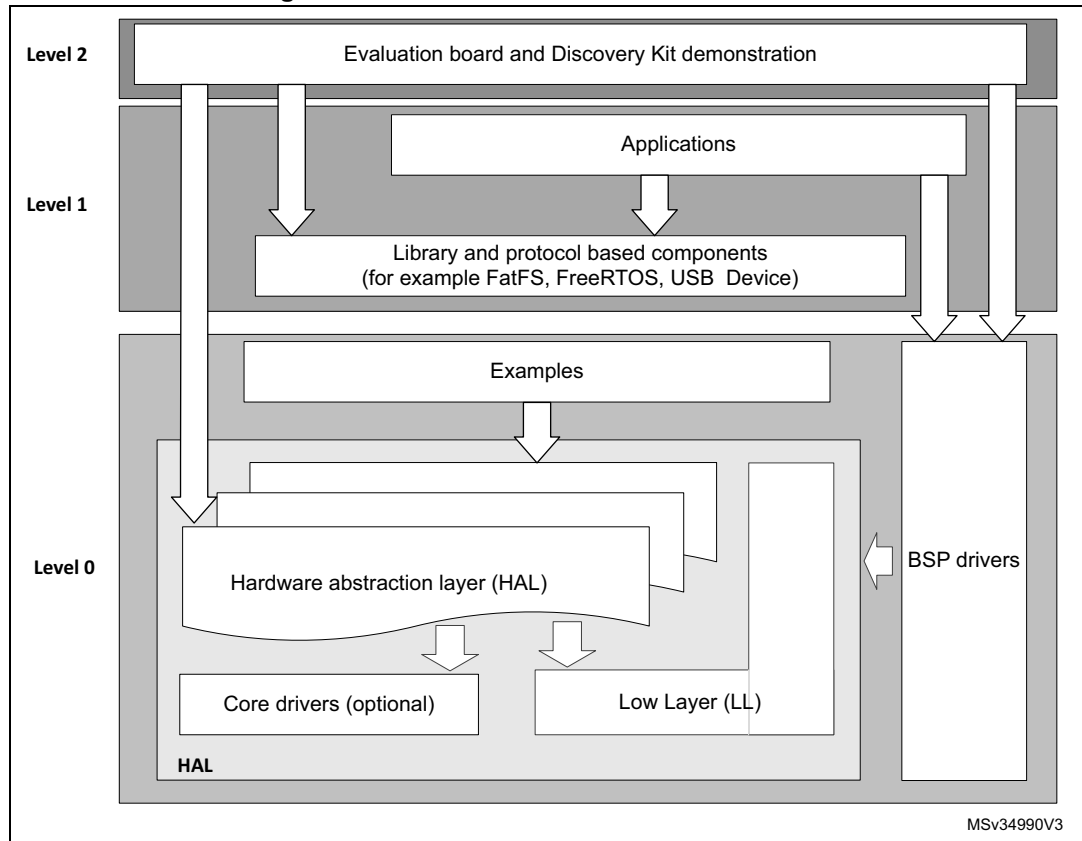 Level 2
Evaluation board and Discovery Kit demonstration
Applications
Level 1
Library and protocol based components
(for example FatFS, FreeRTOS, USB Device)
Examples
Level 0
Hardware abstraction layer (HAL)
BSP drivers
Core drivers (optional)
Low Layer (LL)
HAL
MSv34990V3